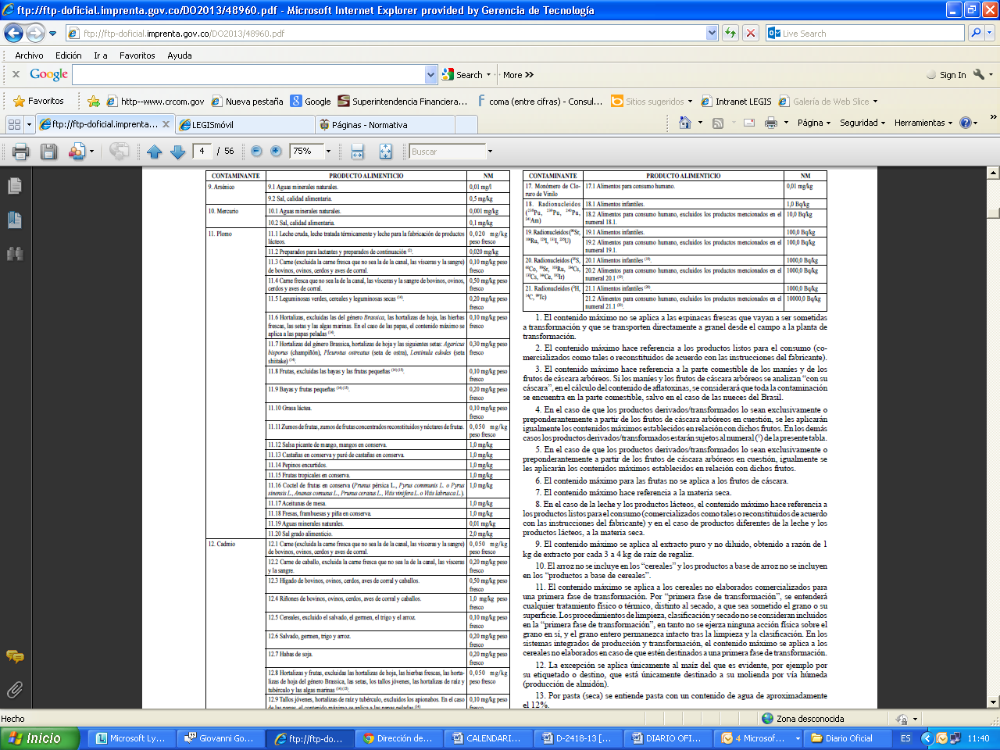 ftp://ftp-doficial.imprenta.gov.co/DO2013/48960.pdf - Microsoft Internet Explorer provided by Gerencia de Tecnología
ftp://ftp-doficial.imprenta.gov.co/DO2013/48960.pdf
Live Search
Archivo Edición Ir a Favoritos Ayuda
x Google Search More Sign In
Favoritos http--www.crcom.gov Nueva pestaña Google Superintendencia Financiera... coma (entre cifras) - Consul... Sitios sugeridos Intranet LEGIS Galería de Web Slice
ftp://ftp-doficial.imprenta... LEGISmóvil Páginas - Normativa Página Seguridad Herramientas
4 / 56 75% Buscar
CONTAMINANTE PRODUCTO ALIMENTICIO NM
9. Arsénico 9.1 Aguas minerales naturales. 0,01 mg/l
9.2 Sal, calidad alimentaria. 0,5 mg/kg
10. Mercurio 10.1 Aguas minerales naturales. 0,001 mg/kg
10.2 Sal, calidad alimentaria. 0,1 mg/kg
11. Plomo 11.1 Leche cruda, leche tratada térmicamente y leche para la fabricación de productos 0,020 mg/kg
lácteos. peso fresco
11.2 Preparados para lactantes y preparados de continuación (2). 0,020 mg/kg
11.3 Carne (excluida la carne fresca que no sea la de la canal, las vísceras y la sangre) 0,10 mg/kg peso
de bovinos, ovinos, cerdos y aves de corral. fresco
11.4 Carne fresca que no sea la de canal, las vísceras y la sangre de bovinos, ovinos, 0,50 mg/kg peso
cerdos y aves de corral. fresco
11.5 Leguminosas verdes, cereales y leguminosas secas (14). 0,20 mg/kg peso
fresco
11.6 Hortalizas, excluidas las del género Brassica, las hortalizas de hoja, las hierbas 0,10 mg/kg peso
frescas, las setas y las algas marinas. En el caso de las papas, el contenido máximo se fresco
aplica a las papas peladas (14).
11.7 Hortalizas del género Brassica, hortalizas de hoja y las siguientes setas: Agaricus 0,30 mg/kg peso
bisporus (champiñón), Pleurotus ostreatus (seta de ostra), Lentinula edodes (seta fresco
shiitake) (14).
11.8 Frutas, excluidas las bayas y las frutas pequeñas (14) (15). 0,10 mg/kg peso
fresco
11.9 Bayas y frutas pequeñas (14) (15). 0,20 mg/kg peso
fresco
11.10 Grasa láctea. 0,10 mg/kg peso
fresco
11.11 Zumos de frutas, zumos de frutas concentrados reconstituidos y néctares de frutas. 0,050 mg/kg
peso fresco
11.12 Salsa picante de mango, mangos en conserva. 1,0 mg/kg
11.13 Castañas en conserva y puré de castañas en conserva. 1,0 mg/kg
11.14 Pepinos encurtidos. 1,0 mg/kg
11.15 Frutas tropicales en conserva. 1,0 mg/kg
11.16 Coctel de frutas en conserva (Prunus pérsica L., Pyrus communis L. o Pyrus 1,0 mg/kg
sinensis L., Ananas comusus L., Prunus cerasus L., Vitis vinifera L. o Vitis labrusca L.).
11.17 Aceitunas de mesa. 1,0 mg/kg
11.18 Fresas, frambuesas y piña en conserva. 1,0 mg/kg
11.19 Aguas minerales naturales. 0,01 mg/kg
11.20 Sal grado alimenticio. 2,0 mg/kg
12. Cadmio 12.1 Carne (excluida la carne fresca que no sea la de la canal, las vísceras y la sangre) 0,050 mg/kg
de bovinos, ovinos, cerdos y aves de corral. peso fresco
12.2 Carne de caballo, excluida la carne fresca que no sea la de canal, las vísceras 0,20 mg/kg peso
y la sangre. fresco
12.3 Hígado de bovinos, ovinos, cerdos, aves de corral y caballos. 0,50 mg/kg peso
fresco
12.4 Riñones de bovinos, ovinos, cerdos, aves de corral y caballos. 1,0 mg/kg peso
fresco
12.5 Cereales, excluido el salvado, el germen, el trigo y el arroz. 0,10 mg/kg peso
fresco
12.6 Salvado, germen, trigo y arroz. 0,20 mg/kg peso
fresco
12.7 Habas de soja. 0,20 mg/kg peso
fresco
12.8 Hortalizas y frutas, excluidas las hortalizas de hoja, las hierbas frescas, las horta- 0,050 mg/kg
lizas de hoja del género Brassica, las setas, los tallos jóvenes, las hortalizas de raíz y peso fresco
tubérculo y las algas marinas (14) (15).
12.9 Tallos jóvenes, hortalizas de raíz y tubérculo, excluidos los apionabos. En el caso 0,10 mg/kg peso
de las papas, el contenido máximo se aplica a las papas peladas (14). fresco
CONTAMINANTE PRODUCTO ALIMENTICIO NM
17. Monómero de Clo- 17.1 Alimentos para consumo humano. 0,01 mg/kg
ruro de Vinilo
18. Radionucleidos 18.1 Alimentos infantiles. 1,0 Bq/kg
(238Pu, 239Pu, 240Pu, 18.2 Alimentos para consumo humano, excluidos los productos mencionados en el 10,0 Bq/kg
241Am) numeral 18.1.
19. Radionucleidos (90Sr, 19.1 Alimentos infantiles. 100,0 Bq/kg
106Ru, 129I, 131I, 235U) 19.2 Alimentos para consumo humano, excluidos los productos mencionados en el 100,0 Bq/kg
numeral 19.1.
20. Radionucleidos (35S, 20.1 Alimentos infantiles (19). 1000,0 Bq/kg
60Co, 89Sr, 103Ru, 134Cs, 20.2 Alimentos para consumo humano, excluidos los productos mencionados en el 1000,0 Bq/kg
137Cs, 144Ce, 192Ir) numeral 20.1 (19).
21. Radionucleidos (3H, 21.1 Alimentos infantiles (20). 1000,0 Bq/kg
14C, 99Tc) 21.2 Alimentos para consumo humano, excluidos los productos mencionados en el 10000,0 Bq/kg
numeral 21.1 (20).
1. El contenido máximo no se aplica a las espinacas frescas que vayan a ser sometidas
a transformación y que se transporten directamente a granel desde el campo a la planta de
transformación.
2. El contenido máximo hace referencia a los productos listos para el consumo (co-
mercializados como tales o reconstituidos de acuerdo con las instrucciones del fabricante).
3. El contenido máximo hace referencia a la parte comestible de los maníes y de los
frutos de cáscara arbóreos. Si los maníes y los frutos de cáscara arbóreos se analizan “con su
cáscara”, en el cálculo del contenido de aflatoxinas, se considerará que toda la contaminación
se encuentra en la parte comestible, salvo en el caso de las nueces del Brasil.
4. En el caso de que los productos derivados/transformados lo sean exclusivamente o
preponderantemente a partir de los frutos de cáscara arbóreos en cuestión, se les aplicarán
igualmente los contenidos máximos establecidos en relación con dichos frutos. En los demás
casos los productos derivados/transformados estarán sujetos al numeral (1) de la presente tabla.
5. En el caso de que los productos derivados/transformados lo sean exclusivamente o
preponderantemente a partir de los frutos de cáscara arbóreos en cuestión, igualmente se
les aplicarán los contenidos máximos establecidos en relación con dichos frutos.
6. El contenido máximo para las frutas no se aplica a los frutos de cáscara.
7. El contenido máximo hace referencia a la materia seca.
8. En el caso de la leche y los productos lácteos, el contenido máximo hace referencia a
los productos listos para el consumo (comercializados como tales o reconstituidos de acuerdo
con las instrucciones del fabricante) y en el caso de productos diferentes de la leche y los
productos lácteos, a la materia seca.
9. El contenido máximo se aplica al extracto puro y no diluido, obtenido a razón de 1
kg de extracto por cada 3 a 4 kg de raíz de regaliz.
10. El arroz no se incluye en los “cereales” y los productos a base de arroz no se incluyen
en los “productos a base de cereales”.
11. El contenido máximo se aplica a los cereales no elaborados comercializados para
una primera fase de transformación. Por “primera fase de transformación”, se entenderá
cualquier tratamiento físico o térmico, distinto al secado, a que sea sometido el grano o su
superficie. Los procedimientos de limpieza, clasificación y secado no se consideran incluidos
en la “primera fase de transformación”, en tanto no se ejerza ninguna acción física sobre el
grano en sí, y el grano entero permanezca intacto tras la limpieza y la clasificación. En los
sistemas integrados de producción y transformación, el contenido máximo se aplica a los
cereales no elaborados en caso de que estén destinados a una primera fase de transformación.
12. La excepción se aplica únicamente al maíz del que es evidente, por ejemplo por
su etiquetado o destino, que está únicamente destinado a su molienda por vía húmeda
(producción de almidón).
13. Por pasta (seca) se entiende pasta con un contenido de agua de aproximadamente
el 12%.
Hecho Zona desconocida
Inicio Microsoft Ly... Giovanni Go... ftp://ftp-do... Dirección de... CALENDARI... D-2418-13 [... DIARIO OFI... 4 Microsof... Diario Oficial ES 11:40